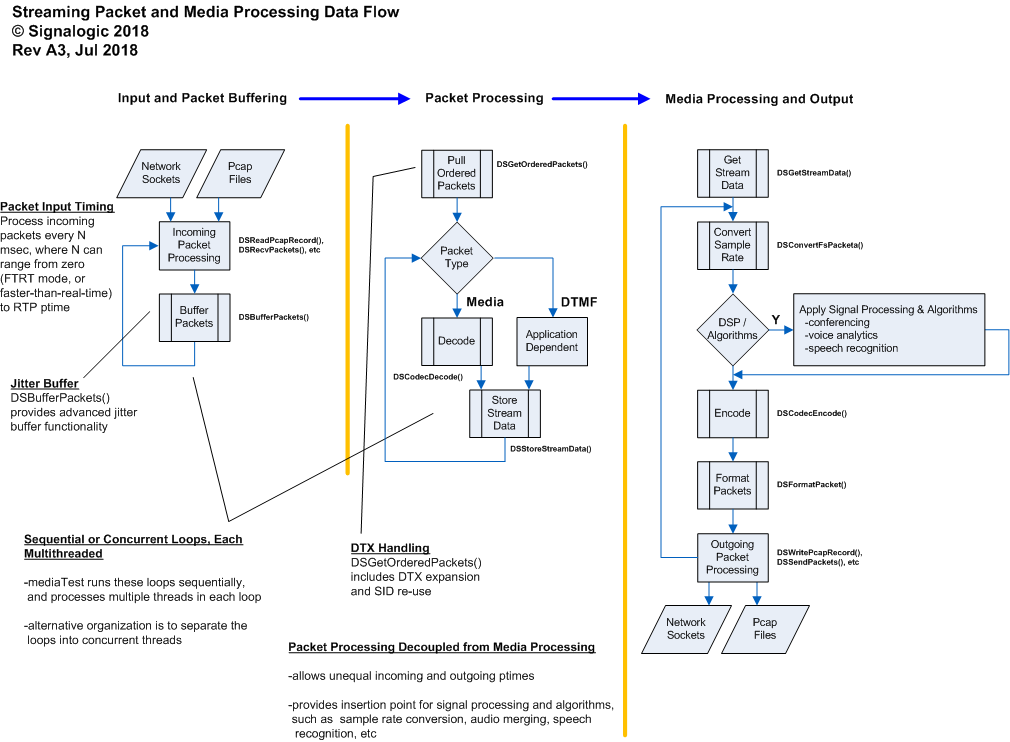 Streaming Packet and Media Processing Data Flow
© Signalogic 2018
Rev A3, Jul 2018
Input and Packet Buffering
Packet Processing
Media Processing and Output
Network
Sockets
Pcap
Files
Packet Input Timing
Process incoming
packets every N
msec, where N can
range from zero
(FTRT mode, or
faster-than-real-time)
to RTP ptime
Incoming
Packet
Processing
DSReadPcapRecord(),
DSRecvPackets(), etc
Buffer
Packets
DSBufferPackets()
Jitter Buffer
DSBufferPackets()
provides advanced jitter
buffer functionality
Sequential or Concurrent Loops, Each
Multithreaded
-mediaTest runs these loops sequentially,
and processes multiple threads in each loop
-alternative organization is to separate the
loops into concurrent threads
Pull
Ordered
Packets
DSGetOrderedPackets()
Packet
Type
Media
DTMF
Decode
Application
Dependent
DSCodecDecode()
Store
Stream
Data
DSStoreStreamData()
DTX Handling
DSGetOrderedPackets()
includes DTX expansion
and SID re-use
Packet Processing Decoupled from Media Processing
-allows unequal incoming and outgoing ptimes
-provides insertion point for signal processing and algorithms,
such as sample rate conversion, audio merging, speech
recognition, etc
Get
Stream
Data
DSGetStreamData()
Convert
Sample
Rate
DSConvertFsPacketa()
DSP /
Algorithms
Y
Apply Signal Processing & Algorithms
-conferencing
-voice analytics
-speech recognition
Encode
DSCodecEncode()
Format
Packets
DSFormatPacket()
Outgoing
Packet
Processing
DSWritePcapRecord(),
DSSendPackets(), etc
Network
Sockets
Pcap
Files